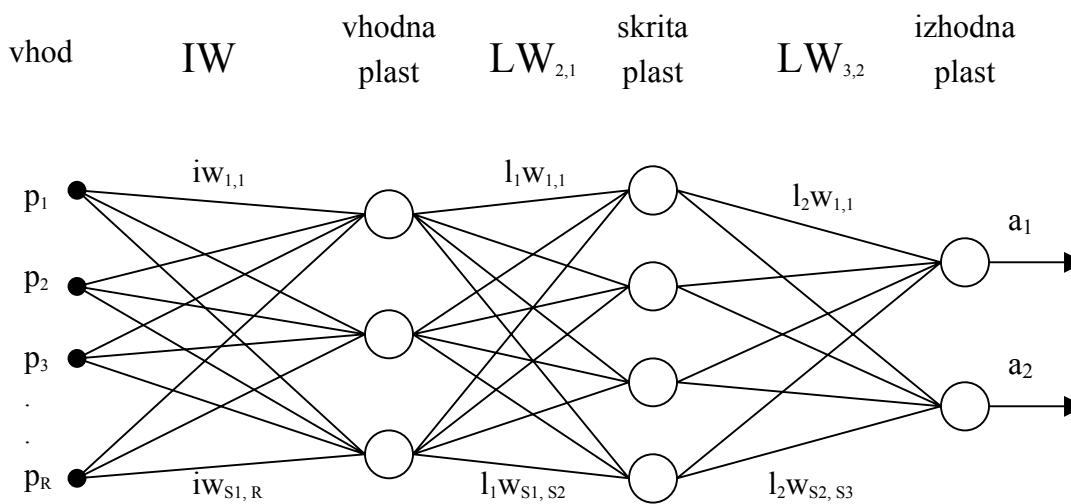 vhod
IW
vhodna
plast
LW2,1
skrita
plast
LW3,2
izhodna
plast
p1
p2
p3
.
.
pR
iw1,1
iwS1, R
l1w1,1
l1wS1, S2
l2w1,1
l2wS2, S3
a1
a2